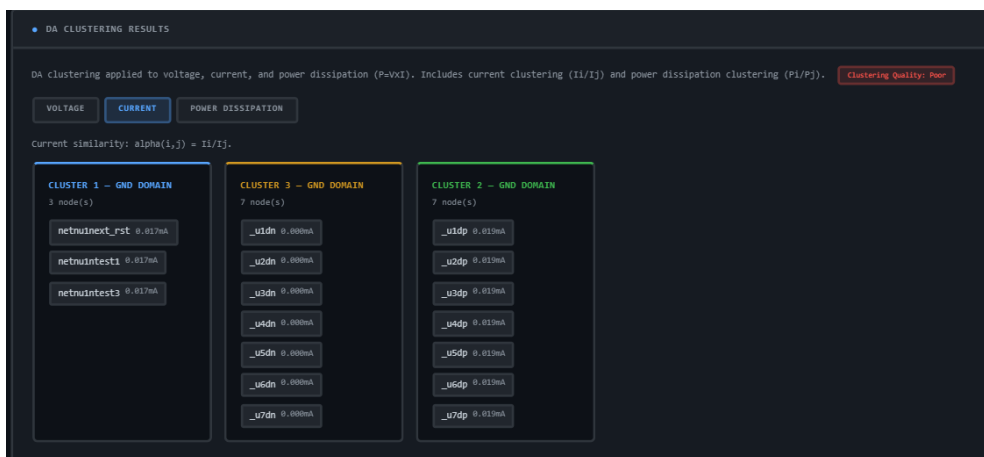 DA CLUSTERING RESULTS
DA clustering applied to voltage, current, and power dissipation (P=VxI). Includes current clustering (Ii/Ij) and power dissipation clustering (Pi/Pj). Clustering Quality: Poor
VOLTAGE CURRENT POWER DISSIPATION
Current similarity: alpha(i,j) = Ii/Ij.
CLUSTER 1 — GND DOMAIN
3 node(s)
netnu1next_rst 0.017mA
netnu1ntest1 0.017mA
netnu1ntest3 0.017mA
CLUSTER 3 — GND DOMAIN
7 node(s)
_u1dn 0.000mA
_u2dn 0.000mA
_u3dn 0.000mA
_u4dn 0.000mA
_u5dn 0.000mA
_u6dn 0.000mA
_u7dn 0.000mA
CLUSTER 2 — GND DOMAIN
7 node(s)
_u1dp 0.019mA
_u2dp 0.019mA
_u3dp 0.019mA
_u4dp 0.019mA
_u5dp 0.019mA
_u6dp 0.019mA
_u7dp 0.019mA